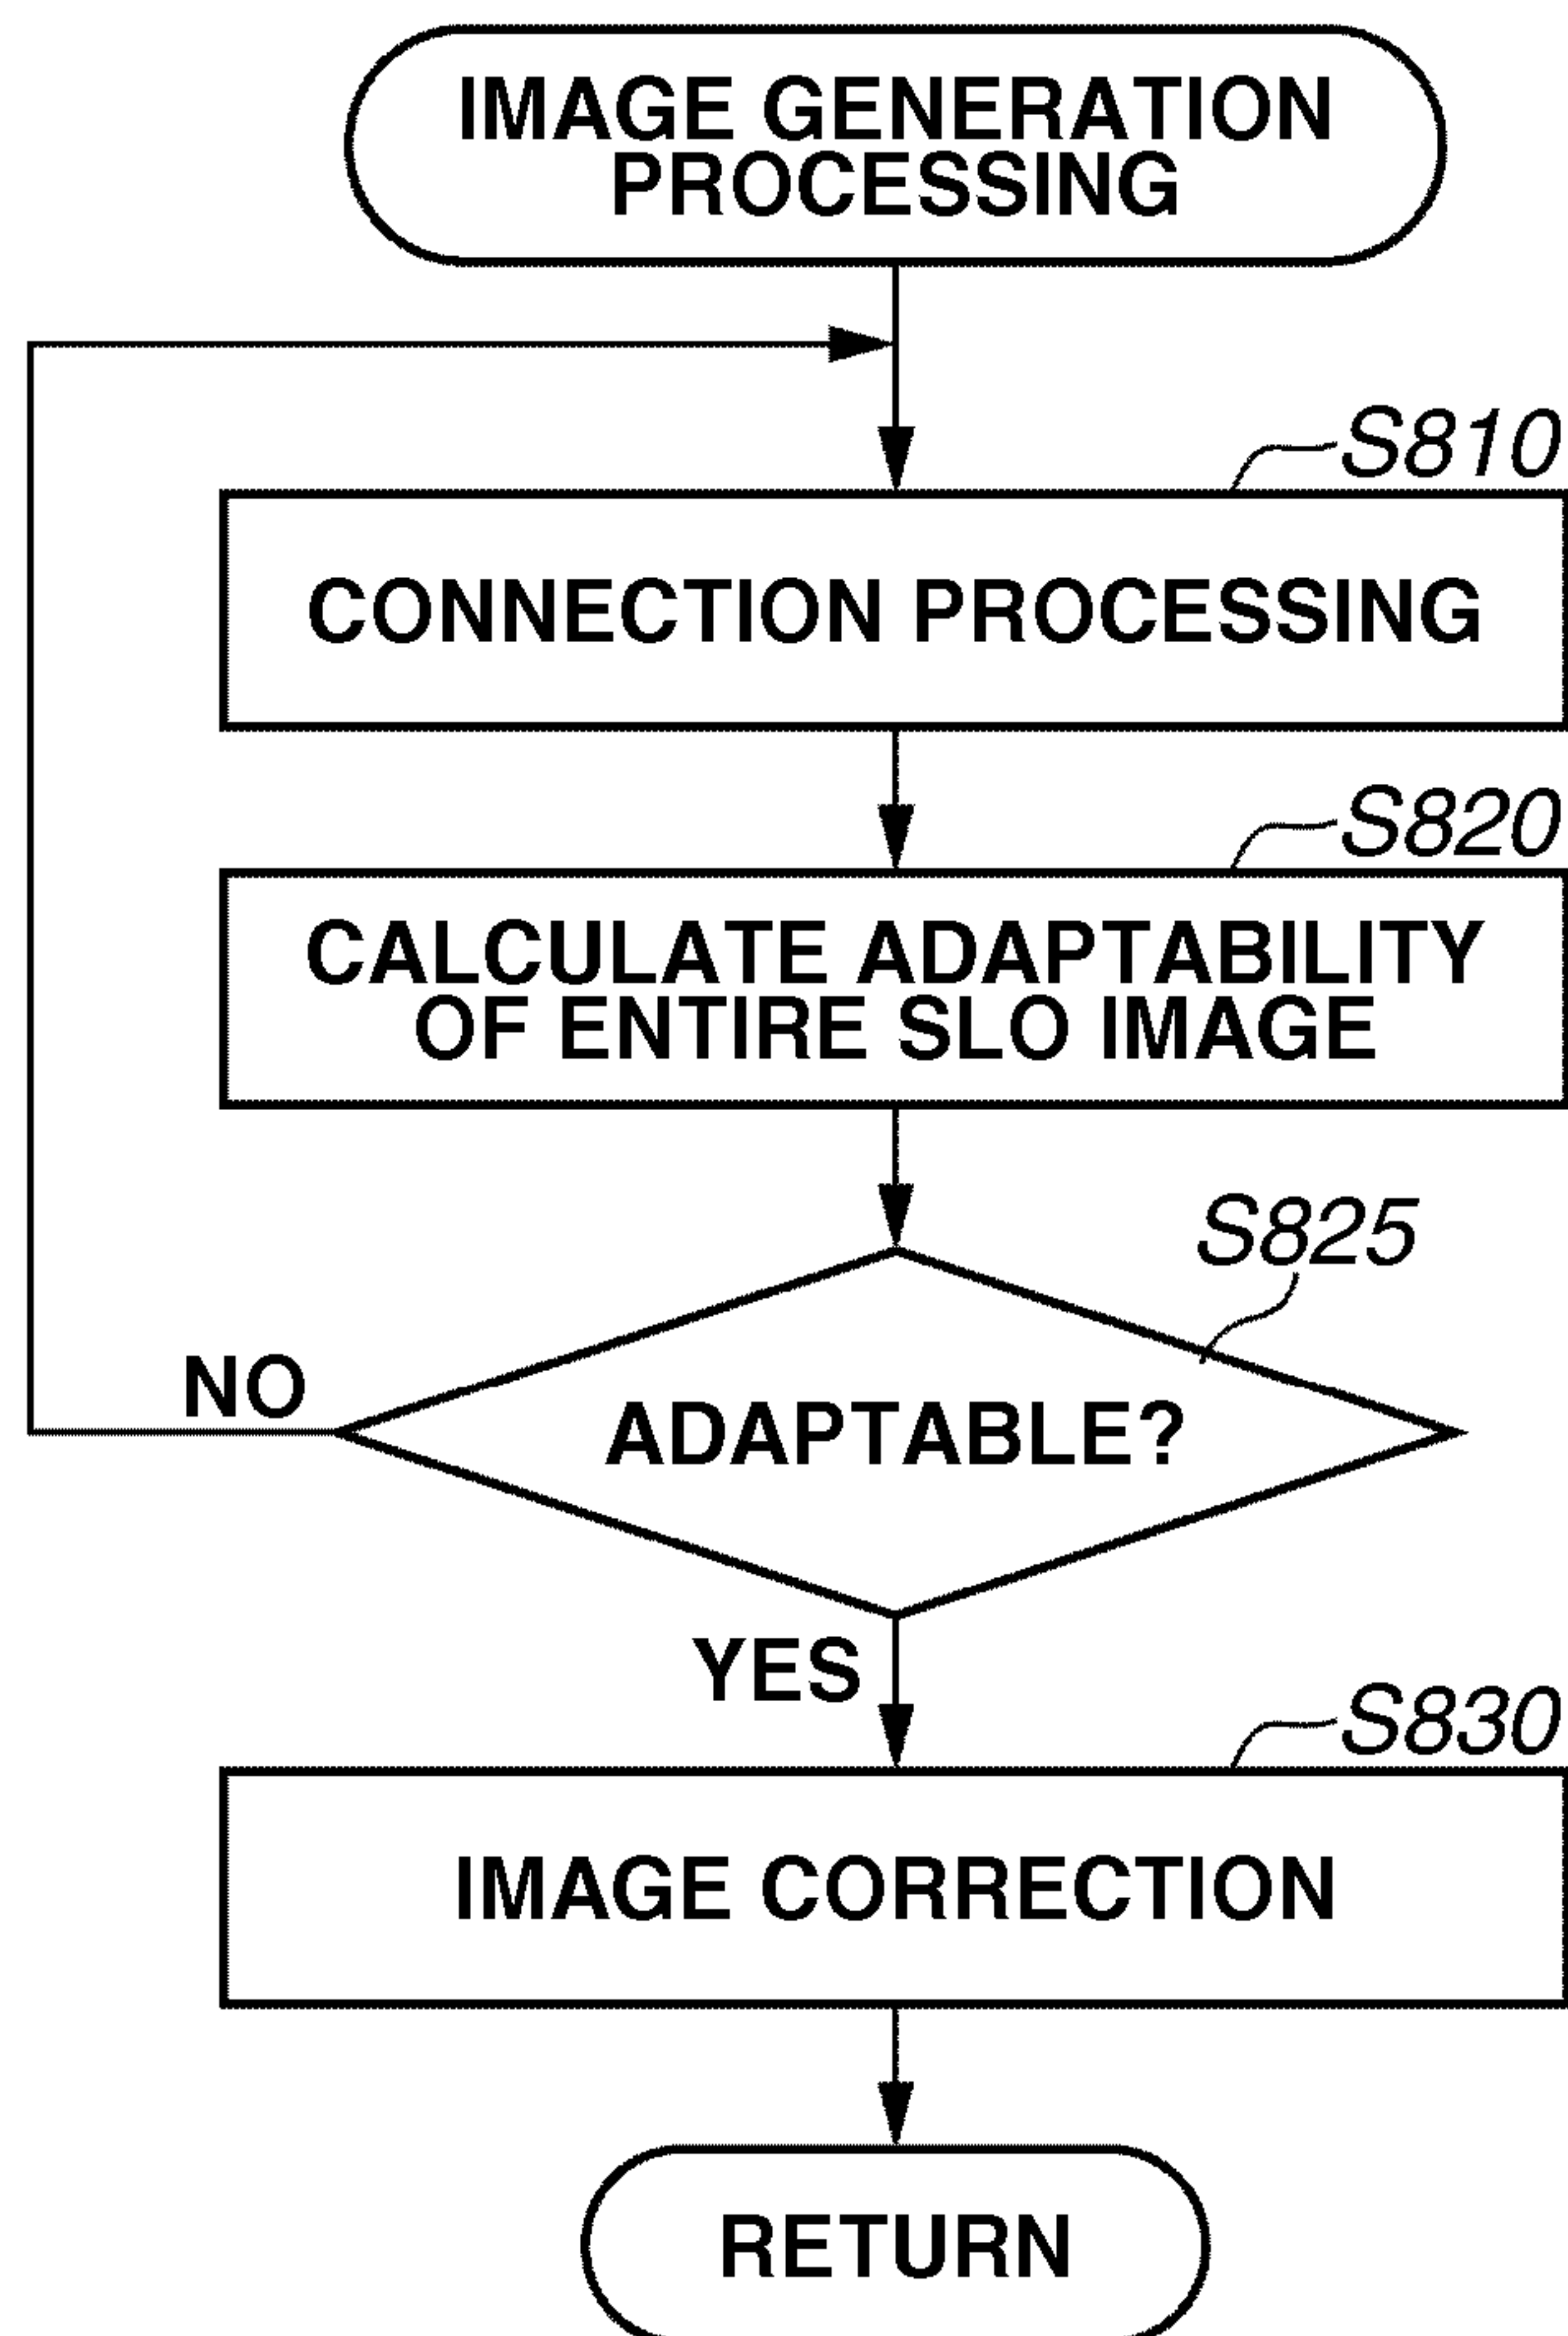 IMAGE GENERATION
PROCESSING
S810
CONNECTION PROCESSING
S820
CALCULATE ADAPTABILITY
OF ENTIRE SLO IMAGE
S825
NO
ADAPTABLE?
YES
S830
IMAGE CORRECTION
RETURN